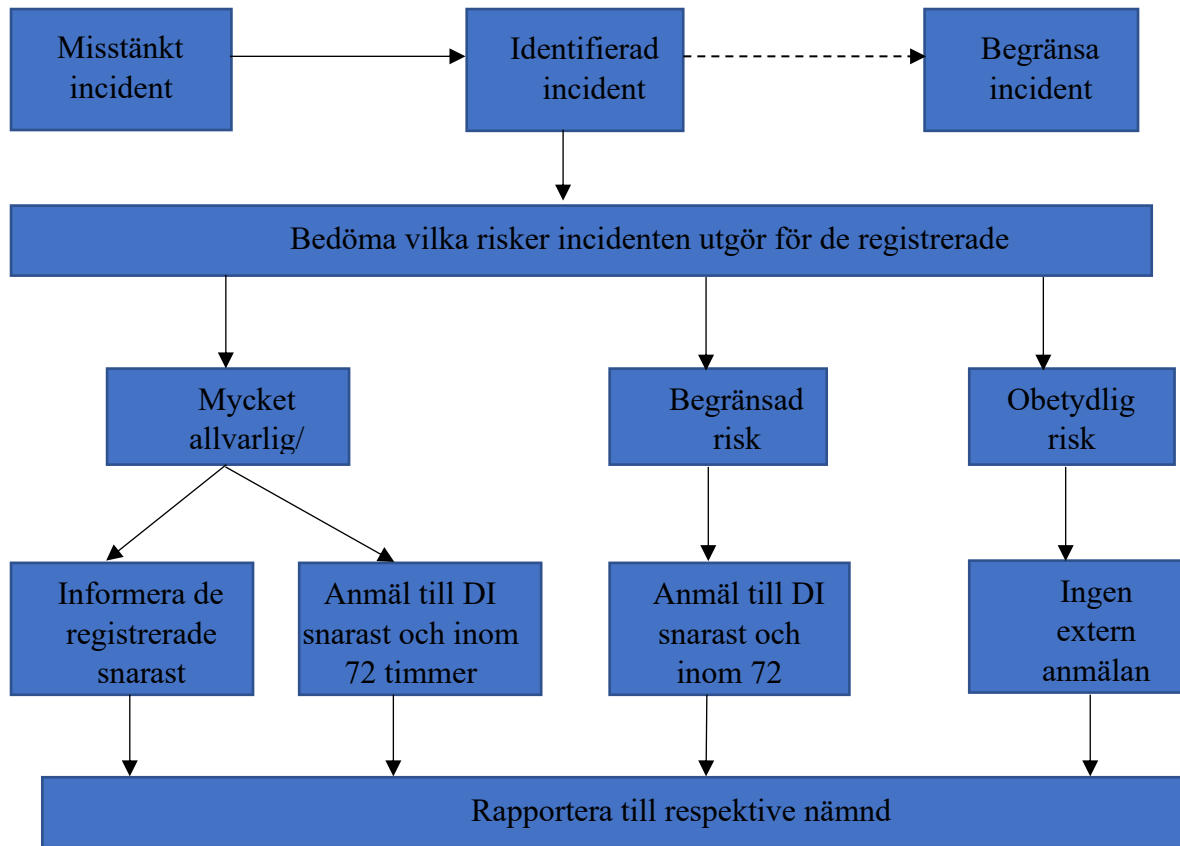 Misstänkt
incident
Identifierad
incident
Begränsa
incident
Bedöma vilka risker incidenten utgör för de registrerade
Mycket
allvarlig/
Begränsad
risk
Obetydlig
risk
Informera de
registrerade
snarast
Anmäl till DI
snarast och inom
72 timmer
Anmäl till DI
snarast och
inom 72
Ingen
extern
anmälan
Rapportera till respektive nämnd